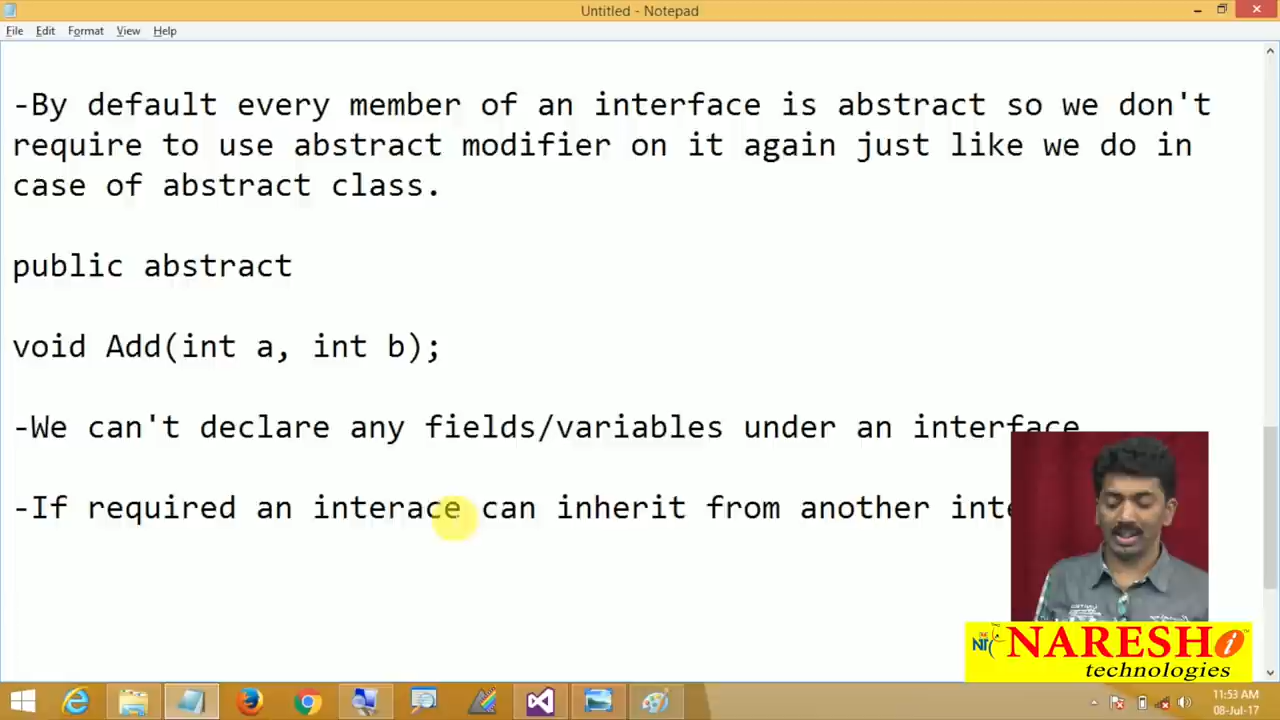 Untitled - Notepad
File Edit Format View Help
-By default every member of an interface is abstract so we don't
require to use abstract modifier on it again just like we do in
case of abstract class.
public abstract
void Add(int a, int b);
-We can't declare any fields/variables under an interface
-If required an interace can inherit from another
NARESH i
technologies
11:53 AM
08-Jul-17